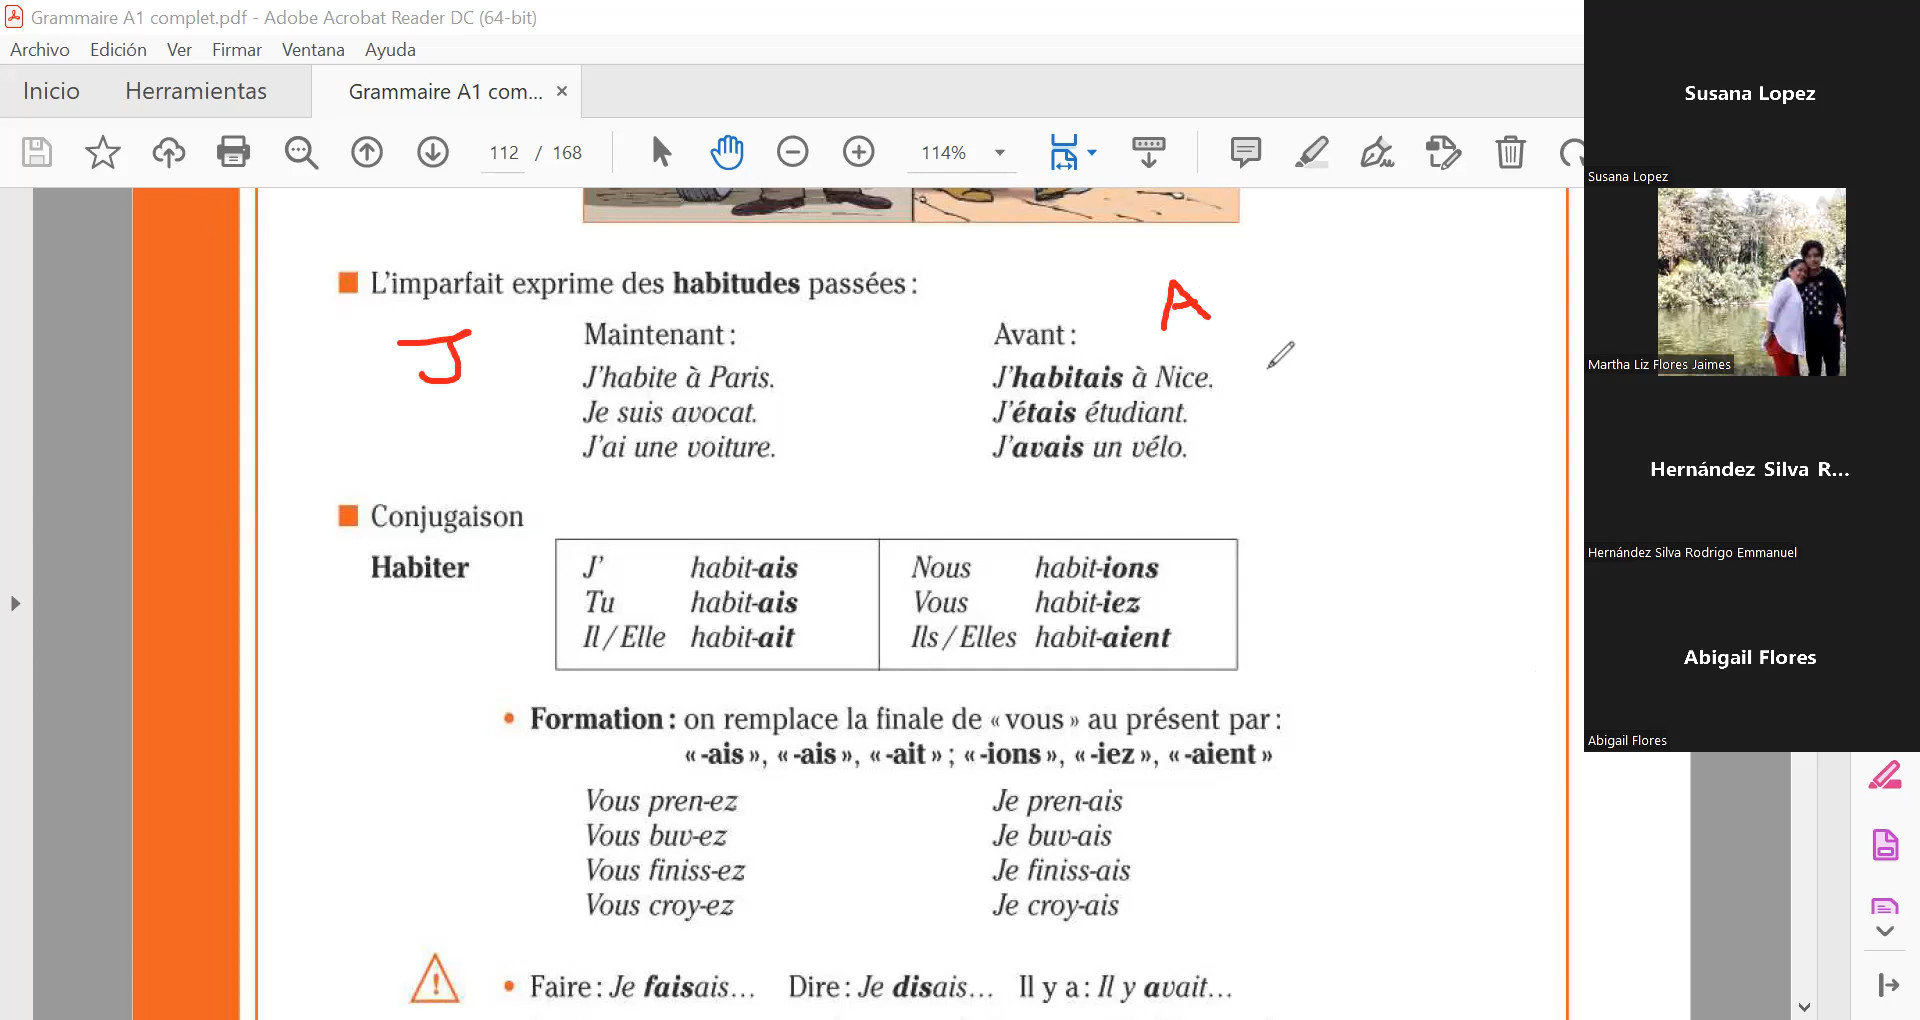 Grammaire A1 complet.pdf - Adobe Acrobat Reader DC (64-bit)
Archivo Edición Ver Firmar Ventana Ayuda
Inicio Herramientas Grammaire A1 com... ×
112 / 168 114%
L'imparfait exprime des habitudes passées :
A
J
Maintenant : Avant :
J'habite à Paris. J'habitais à Nice.
Je suis avocat. J'étais étudiant.
J'ai une voiture. J'avais un vélo.
Conjugaison
Habiter J' habit-ais Nous habit-ions
Tu habit-ais Vous habit-iez
Il / Elle habit-ait Ils / Elles habit-aient
• Formation : on remplace la finale de « vous » au présent par :
« -ais », « -ais », « -ait » ; « -ions », « -iez », « -aient »
Vous pren-ez Je pren-ais
Vous buv-ez Je buv-ais
Vous finiss-ez Je finiss-ais
Vous croy-ez Je croy-ais
! • Faire : Je faisais... Dire : Je disais... Il y a : Il y avait...
Susana Lopez
Susana Lopez
Martha Liz Flores Jaimes
Hernández Silva R...
Hernández Silva Rodrigo Emmanuel
Abigail Flores
Abigail Flores